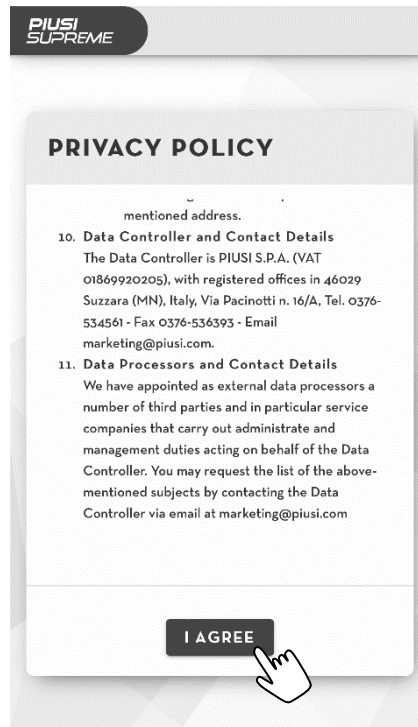 PIUSI
SUPREME
PRIVACY POLICY
mentioned address.
10. Data Controller and Contact Details
The Data Controller is PIUSI S.P.A. (VAT
01869920205), with registered offices in 46029
Suzzara (MN), Italy, Via Pacinotti n. 16/A, Tel. 0376-
534561 - Fax 0376-536393 - Email
marketing@piusi.com.
11. Data Processors and Contact Details
We have appointed as external data processors a
number of third parties and in particular service
companies that carry out administrate and
management duties acting on behalf of the Data
Controller. You may request the list of the above-
mentioned subjects by contacting the Data
Controller via email at marketing@piusi.com
I AGREE